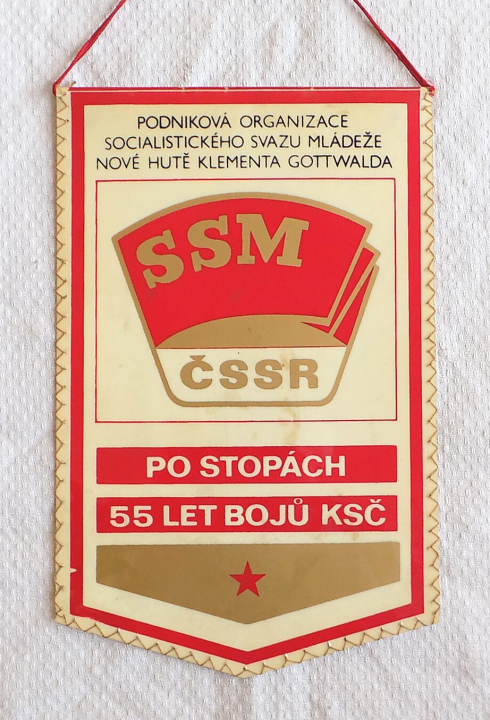 PODNIKOVÁ ORGANIZACE
SOCIALISTICKÉHO SVAZU MLÁDEŽE
NOVÉ HUTĚ KLEMENTA GOTTWALDA
SSM
ČSSR
PO STOPÁCH
55 LET BOJŮ KSČ